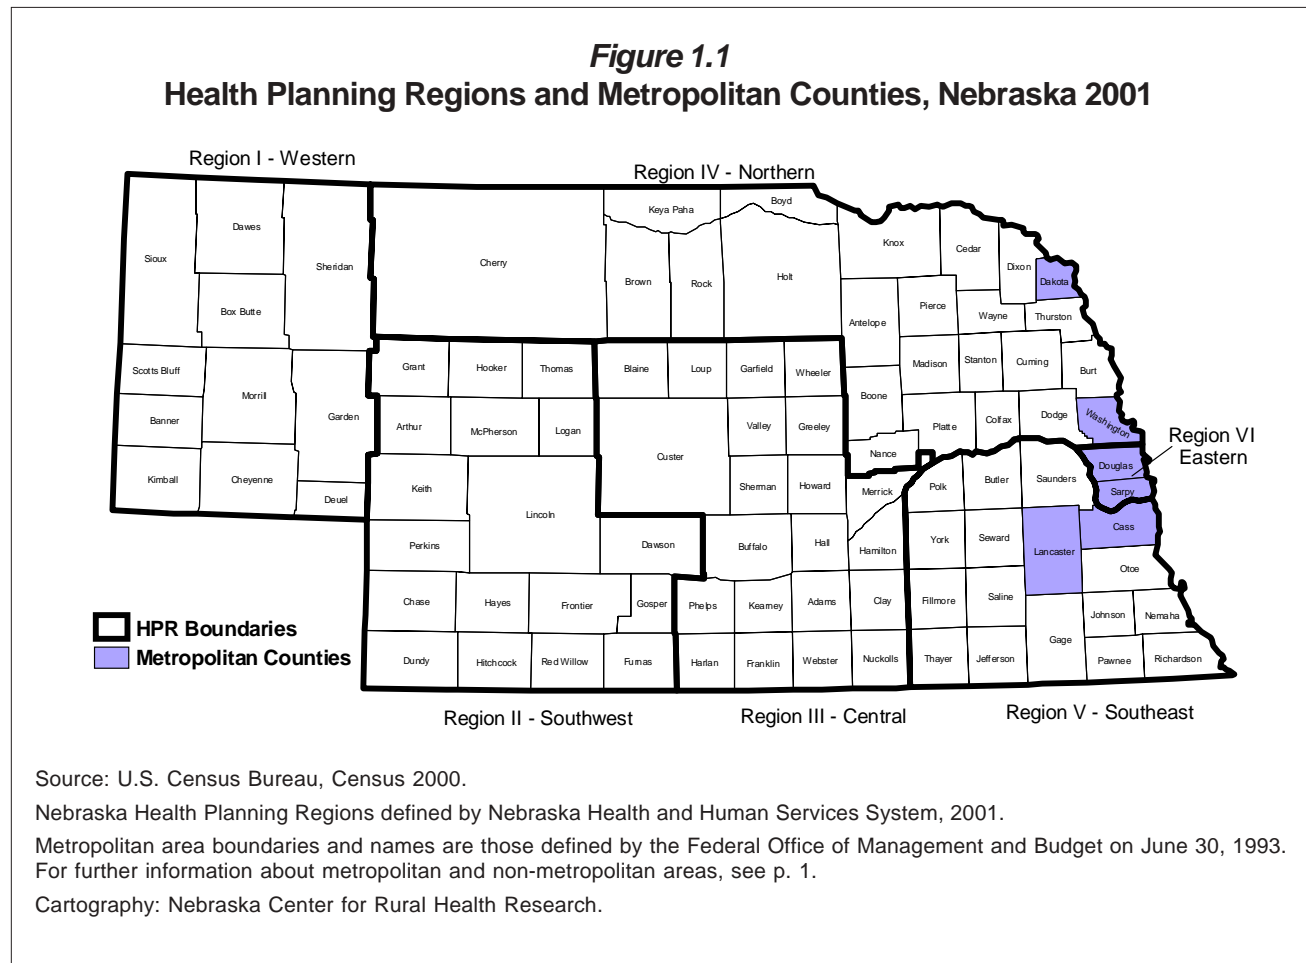 Figure 1.1
Health Planning Regions and Metropolitan Counties, Nebraska 2001
Region I - Western
Region IV - Northern
Sioux
Dawes
Sheridan
Box Butte
Scotts Bluff
Morrill
Garden
Banner
Kimball
Cheyenne
Deuel
Cherry
Keya Paha
Boyd
Brown
Rock
Holt
Knox
Cedar
Dixon
Dakota
Antelope
Pierce
Wayne
Thurston
Madison
Stanton
Cuming
Burt
Boone
Platte
Colfax
Dodge
Washington
Nance
Grant
Hooker
Thomas
Arthur
McPherson
Logan
Keith
Lincoln
Perkins
Dawson
Chase
Hayes
Frontier
Gosper
Dundy
Hitchcock
Red Willow
Furnas
Blaine
Loup
Garfield
Wheeler
Custer
Valley
Greeley
Sherman
Howard
Merrick
Buffalo
Hall
Hamilton
Phelps
Kearney
Adams
Clay
Harlan
Franklin
Webster
Nuckolls
Polk
Butler
Saunders
York
Seward
Lancaster
Cass
Otoe
Fillmore
Saline
Gage
Johnson
Nemaha
Thayer
Jefferson
Pawnee
Richardson
Douglas
Sarpy
Region VI
Eastern
HPR Boundaries
Metropolitan Counties
Region II - Southwest
Region III - Central
Region V - Southeast
Source: U.S. Census Bureau, Census 2000.
Nebraska Health Planning Regions defined by Nebraska Health and Human Services System, 2001.
Metropolitan area boundaries and names are those defined by the Federal Office of Management and Budget on June 30, 1993.
For further information about metropolitan and non-metropolitan areas, see p. 1.
Cartography: Nebraska Center for Rural Health Research.